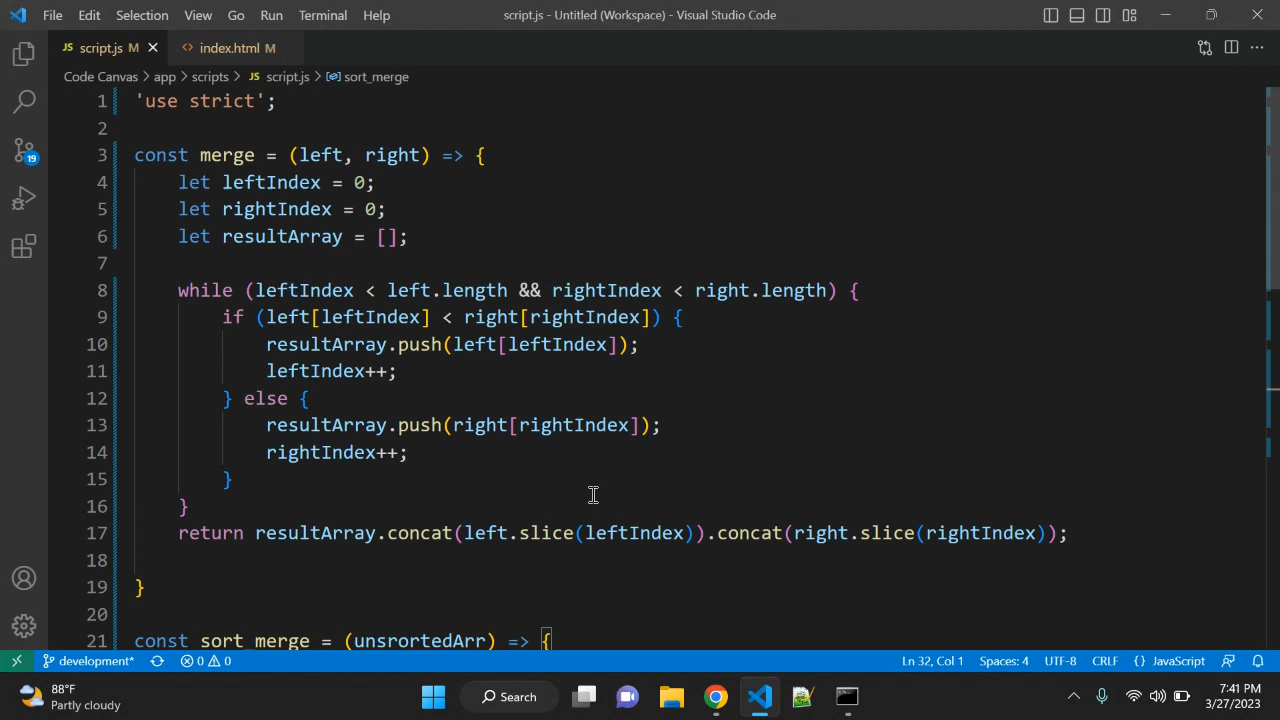 File Edit Selection View Go Run Terminal Help script.js - Untitled (Workspace) - Visual Studio Code
JS script.js M index.html M
Code Canvas > app > scripts > JS script.js > sort_merge
1 'use strict';
2
3 const merge = (left, right) => {
4 let leftIndex = 0;
5 let rightIndex = 0;
6 let resultArray = [];
7
8 while (leftIndex < left.length && rightIndex < right.length) {
9 if (left[leftIndex] < right[rightIndex]) {
10 resultArray.push(left[leftIndex]);
11 leftIndex++;
12 } else {
13 resultArray.push(right[rightIndex]);
14 rightIndex++;
15 }
16 }
17 return resultArray.concat(left.slice(leftIndex)).concat(right.slice(rightIndex));
18
19 }
20
21 const sort_merge = (unsrortedArr) => {
19
development* 0 0 Ln 32, Col 1 Spaces: 4 UTF-8 CRLF {} JavaScript
88°F
Partly cloudy
Search
7:41 PM
3/27/2023